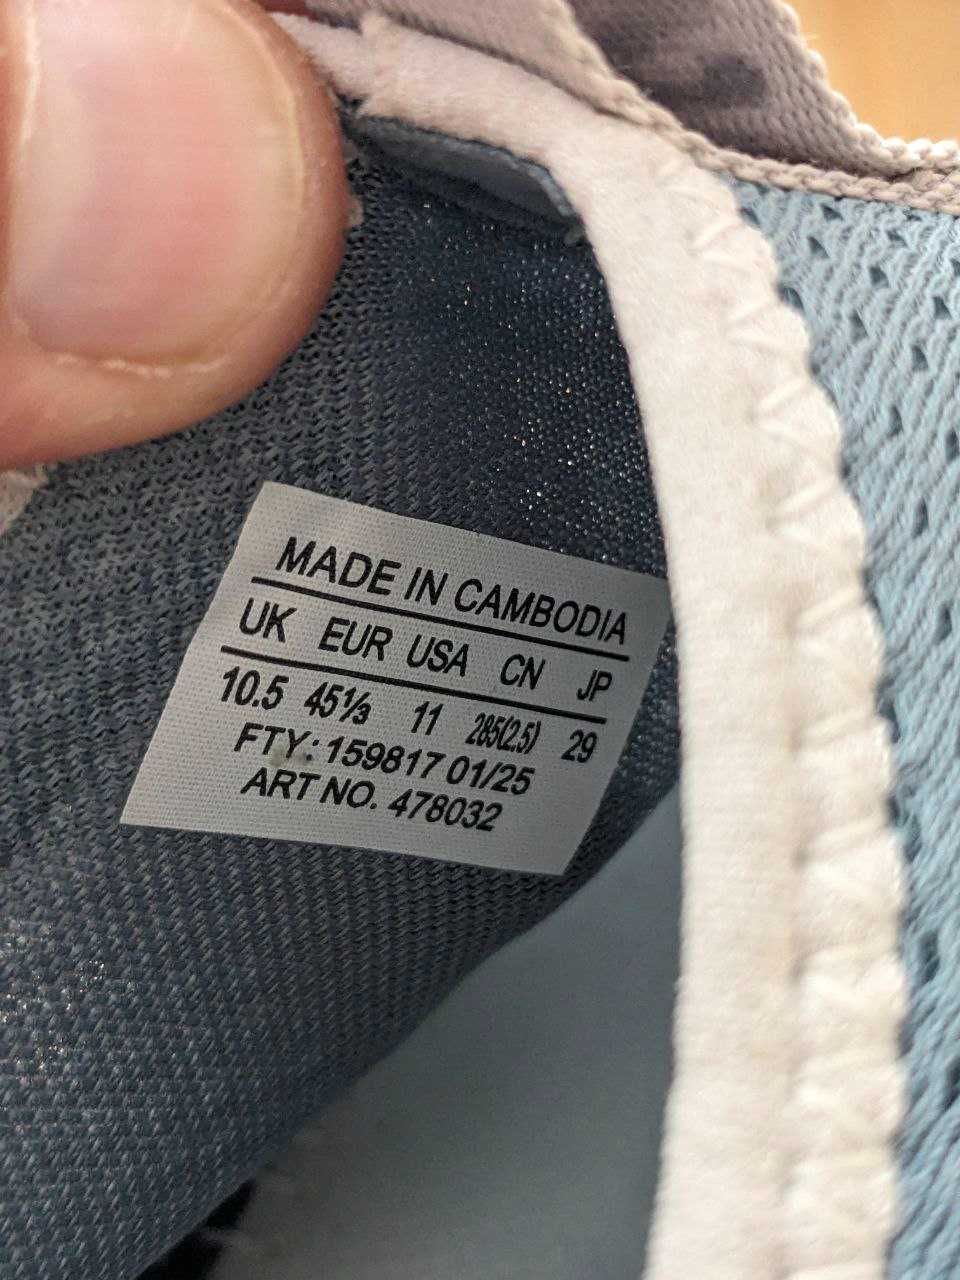 MADE IN CAMBODIA
UK EUR USA CN JP
10.5 45⅓ 11 285(2.5) 29
FTY: 159817 01/25
ART NO. 478032